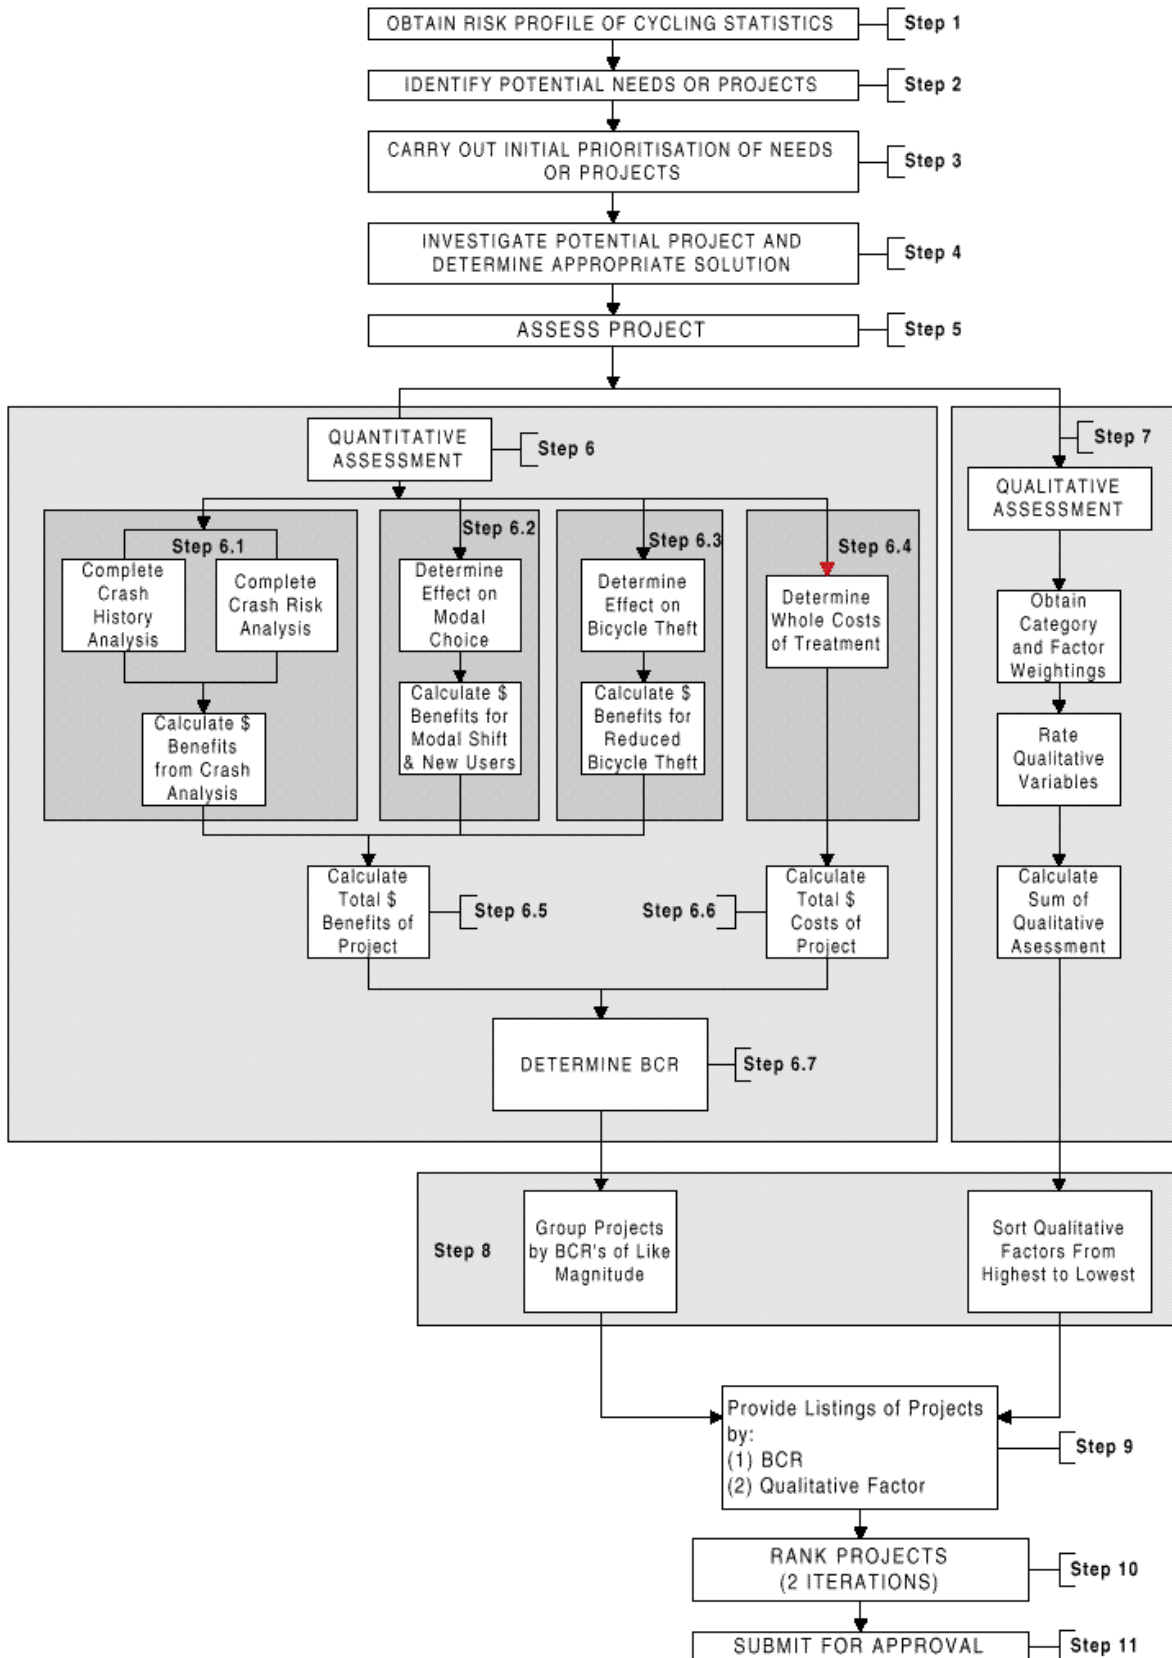 OBTAIN RISK PROFILE OF CYCLING STATISTICS
Step 1
IDENTIFY POTENTIAL NEEDS OR PROJECTS
Step 2
CARRY OUT INITIAL PRIORITISATION OF NEEDS
OR PROJECTS
Step 3
INVESTIGATE POTENTIAL PROJECT AND
DETERMINE APPROPRIATE SOLUTION
Step 4
ASSESS PROJECT
Step 5
QUANTITATIVE
ASSESSMENT
Step 6
Step 7
QUALITATIVE
ASSESSMENT
Step 6.1
Complete
Crash
History
Analysis
Complete
Crash Risk
Analysis
Calculate $
Benefits
from Crash
Analysis
Step 6.2
Determine
Effect on
Modal
Choice
Calculate $
Benefits for
Modal Shift
& New Users
Step 6.3
Determine
Effect on
Bicycle Theft
Calculate $
Benefits for
Reduced
Bicycle Theft
Step 6.4
Determine
Whole Costs
of Treatment
Obtain
Category
and Factor
Weightings
Rate
Qualitative
Variables
Calculate
Total $
Benefits of
Project
Step 6.5
Step 6.6
Calculate
Total $
Costs of
Project
Calculate
Sum of
Qualitative
Asessment
DETERMINE BCR
Step 6.7
Step 8
Group Projects
by BCR's of Like
Magnitude
Sort Qualitative
Factors From
Highest to Lowest
Provide Listings of Projects
by:
(1) BCR
(2) Qualitative Factor
Step 9
RANK PROJECTS
(2 ITERATIONS)
Step 10
SUBMIT FOR APPROVAL
Step 11